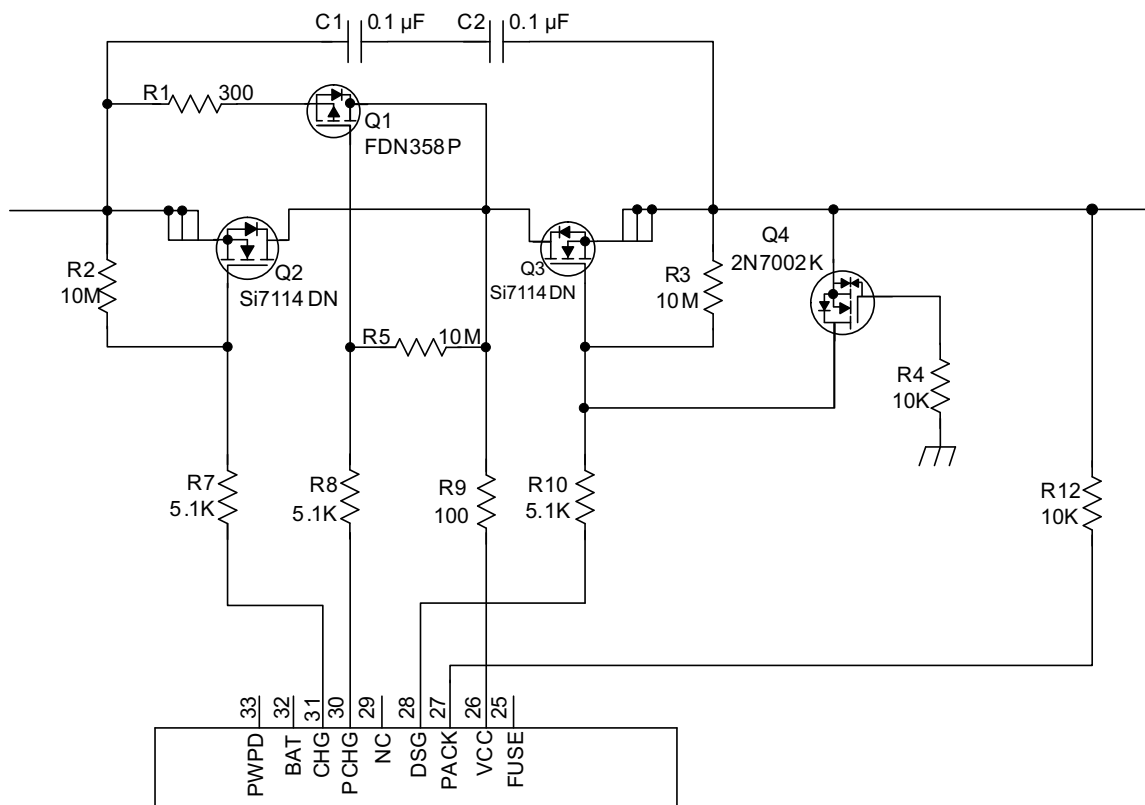 C1
0.1 µF
C2
0.1 µF
R1
300
Q1
FDN358P
R2
10M
Q2
Si7114DN
Q3
Si7114DN
R3
10M
Q4
2N7002K
R5
10M
R4
10K
R7
5.1K
R8
5.1K
R9
100
R10
5.1K
R12
10K
33
32
31
30
29
28
27
26
25
PWPD
BAT
CHG
PCHG
NC
DSG
PACK
VCC
FUSE